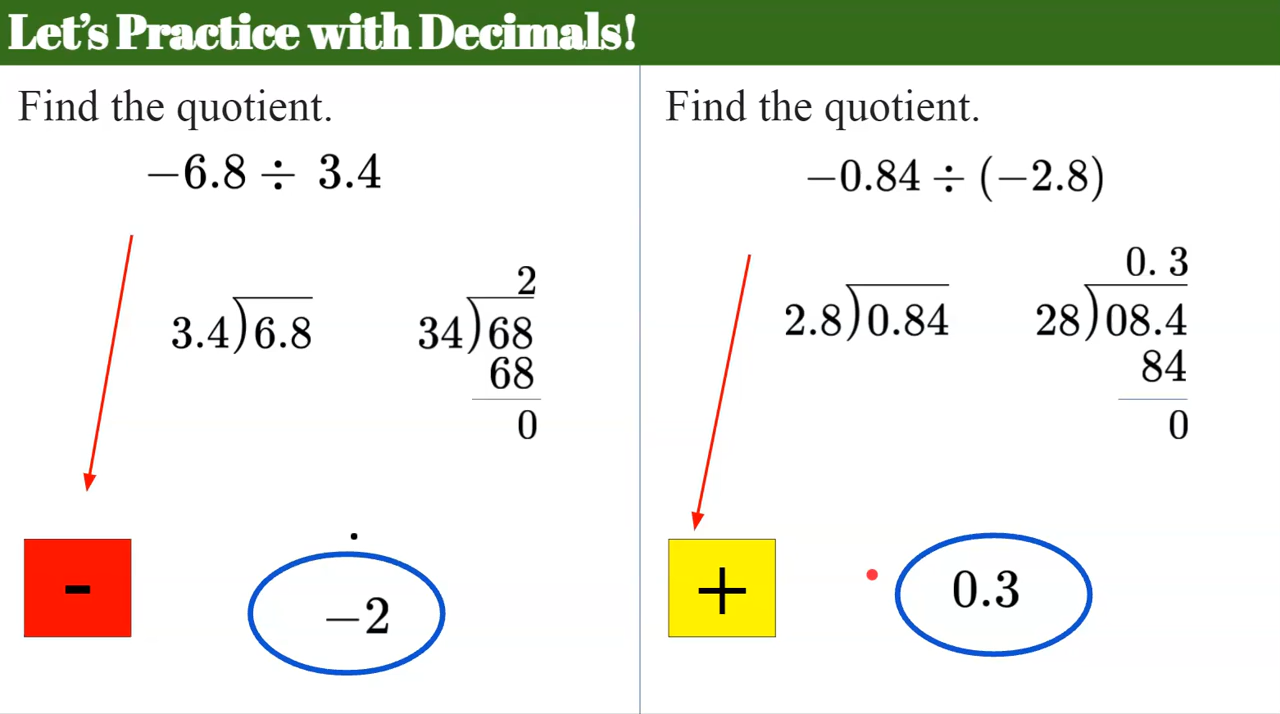 Let's Practice with Decimals!
Find the quotient.
−6.8 ÷ 3.4
2
3.4)6.8 34)68
68
0
-
−2
Find the quotient.
−0.84 ÷ (−2.8)
0.3
2.8)0.84 28)08.4
84
0
+
0.3